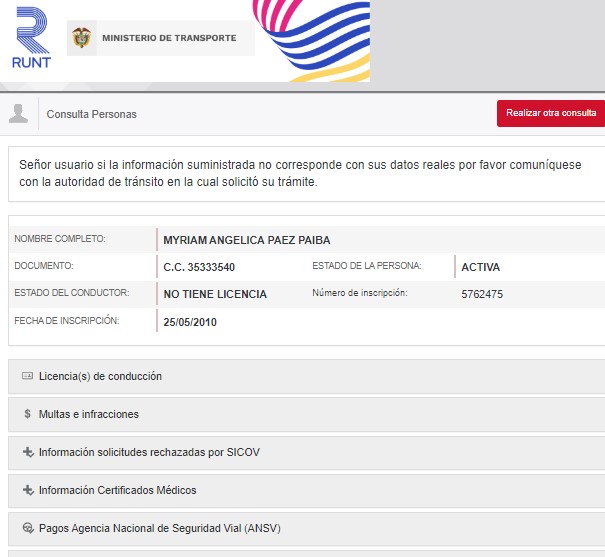 RUNT
MINISTERIO DE TRANSPORTE
Consulta Personas
Realizar otra consulta
Señor usuario si la información suministrada no corresponde con sus datos reales por favor comuníquese
con la autoridad de tránsito en la cual solicitó su trámite.
NOMBRE COMPLETO: MYRIAM ANGELICA PAEZ PAIBA
DOCUMENTO: C.C. 35333540 ESTADO DE LA PERSONA: ACTIVA
ESTADO DEL CONDUCTOR: NO TIENE LICENCIA Número de inscripción: 5762475
FECHA DE INSCRIPCIÓN: 25/05/2010
Licencia(s) de conducción
$ Multas e infracciones
Información solicitudes rechazadas por SICOV
Información Certificados Médicos
Pagos Agencia Nacional de Seguridad Vial (ANSV)